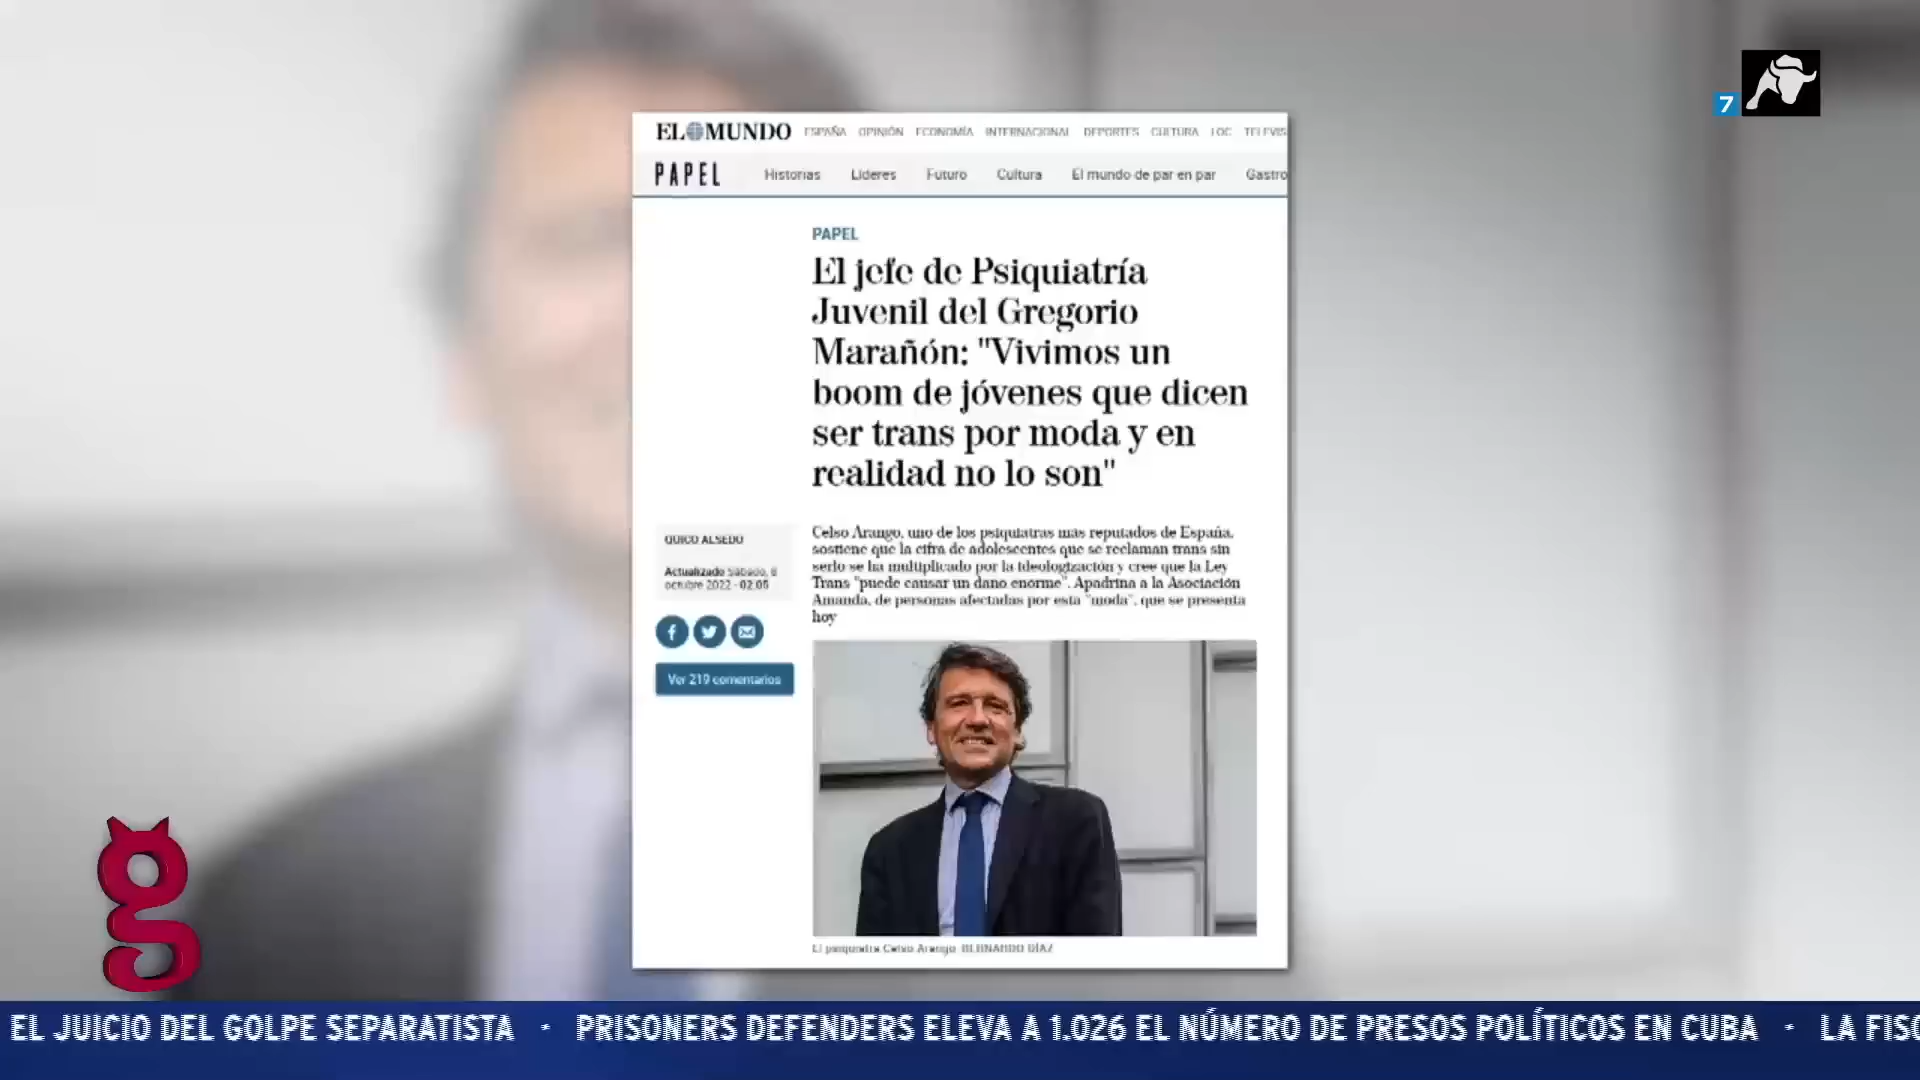 7
EL MUNDO ESPAÑA OPINIÓN ECONOMÍA INTERNACIONAL DEPORTES CULTURA LOC TELEVIS
PAPEL Historias Líderes Futuro Cultura El mundo de par en par Gastro
PAPEL
El jefe de Psiquiatría
Juvenil del Gregorio
Marañón: "Vivimos un
boom de jóvenes que dicen
ser trans por moda y en
realidad no lo son"
QUICO ALSEDO
Actualizado Sábado, 8
octubre 2022 - 02:05
Ver 219 comentarios
Celso Arango, uno de los psiquiatras más reputados de España,
sostiene que la cifra de adolescentes que se reclaman trans sin
serlo se ha multiplicado por la ideologización y cree que la Ley
Trans "puede causar un daño enorme". Apadrina a la Asociación
Amanda, de personas afectadas por esta "moda", que se presenta
hoy
El psiquiatra Celso Arango BERNARDO DÍAZ
g
EL JUICIO DEL GOLPE SEPARATISTA - PRISONERS DEFENDERS ELEVA A 1.026 EL NÚMERO DE PRESOS POLÍTICOS EN CUBA - LA FISC